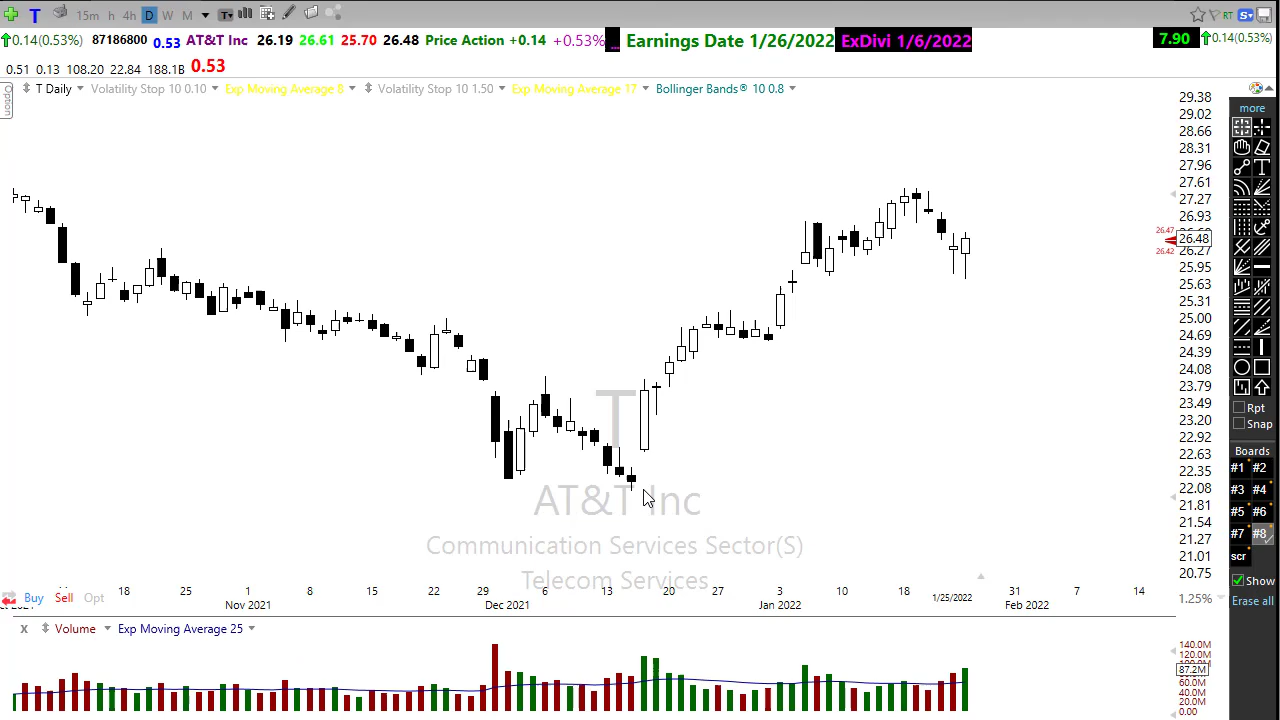 T 15m h 4h D W M T
RT S
0.14(0.53%) 87186800 0.53 AT&T Inc 26.19 26.61 25.70 26.48 Price Action +0.14 +0.53% ... Earnings Date 1/26/2022 ExDivi 1/6/2022 7.90 0.14(0.53%)
0.51 0.13 108.20 22.84 188.1B 0.53
Option
T Daily Volatility Stop 10 0.10 Exp Moving Average 8 Volatility Stop 10 1.50 Exp Moving Average 17 Bollinger Bands® 10 0.8
more
29.38
29.02
28.66
28.31
27.96
27.61
27.27
26.93
26.47
26.48
26.42
26.27
25.95
25.63
25.31
25.00
24.69
24.39
24.08
23.79
23.49
23.20
22.92
22.63
22.35
22.08
21.81
21.54
21.27
21.01
20.75
T
AT&T Inc
Communication Services Sector(S)
Telecom Services
Rpt
Snap
Boards
#1 #2
#3 #4
#5 #6
#7 #8
scr
Show
Erase all
Buy Sell Opt
18 25 8 15 22 29 6 13 20 27 3 10 18 1/25/2022 31 7 14
Nov 2021 Dec 2021 Jan 2022 Feb 2022
1.25%
X Volume Exp Moving Average 25
140.0M
120.0M
87.2M
60.0M
40.0M
20.0M
0.00